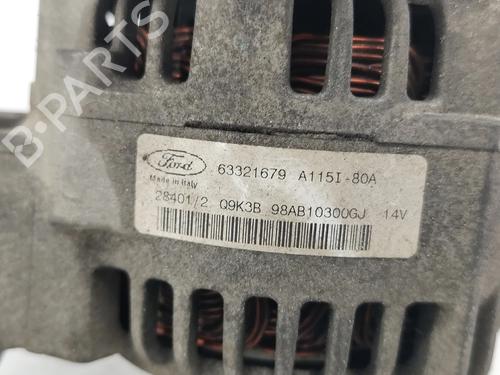 B-PARTS
Ford
63321679 A115I-80A
Made in Italy
28401/2 Q9K3B 98AB10300GJ 14V